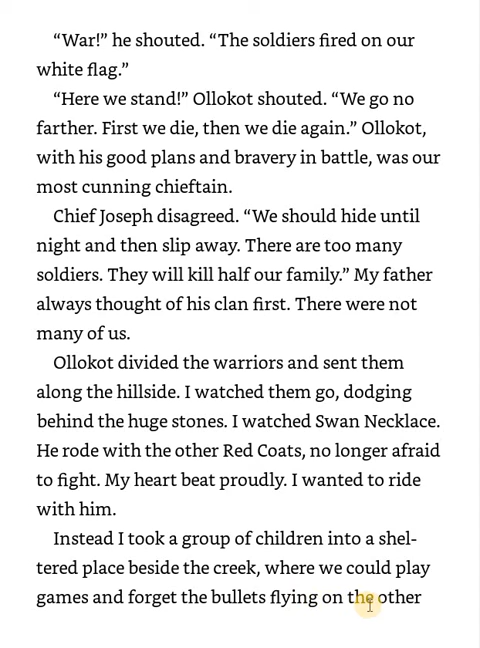 “War!” he shouted. “The soldiers fired on our
white flag.”
“Here we stand!” Ollokot shouted. “We go no
farther. First we die, then we die again.” Ollokot,
with his good plans and bravery in battle, was our
most cunning chieftain.
Chief Joseph disagreed. “We should hide until
night and then slip away. There are too many
soldiers. They will kill half our family.” My father
always thought of his clan first. There were not
many of us.
Ollokot divided the warriors and sent them
along the hillside. I watched them go, dodging
behind the huge stones. I watched Swan Necklace.
He rode with the other Red Coats, no longer afraid
to fight. My heart beat proudly. I wanted to ride
with him.
Instead I took a group of children into a shel-
tered place beside the creek, where we could play
games and forget the bullets flying on the other